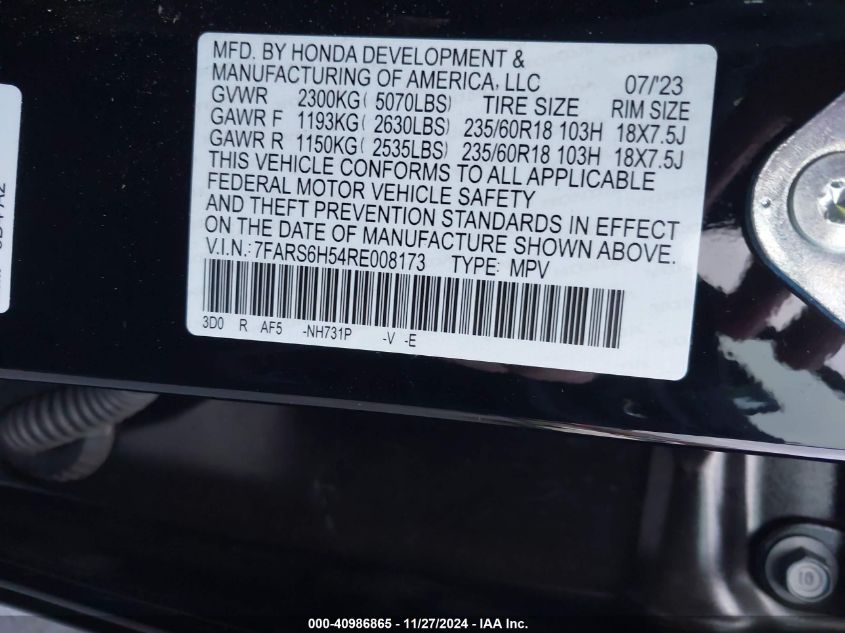 MFD. BY HONDA DEVELOPMENT &
MANUFACTURING OF AMERICA, LLC 07/'23
GVWR 2300KG( 5070LBS) TIRE SIZE RIM SIZE
GAWR F 1193KG( 2630LBS) 235/60R18 103H 18X7.5J
GAWR R 1150KG( 2535LBS) 235/60R18 103H 18X7.5J
THIS VEHICLE CONFORMS TO ALL APPLICABLE
FEDERAL MOTOR VEHICLE SAFETY
AND THEFT PREVENTION STANDARDS IN EFFECT
ON THE DATE OF MANUFACTURE SHOWN ABOVE.
V.I.N.:7FARS6H54RE008173 TYPE: MPV
3D0 R AF5 -NH731P -V -E
10
000-40986865 - 11/27/2024 - IAA Inc.